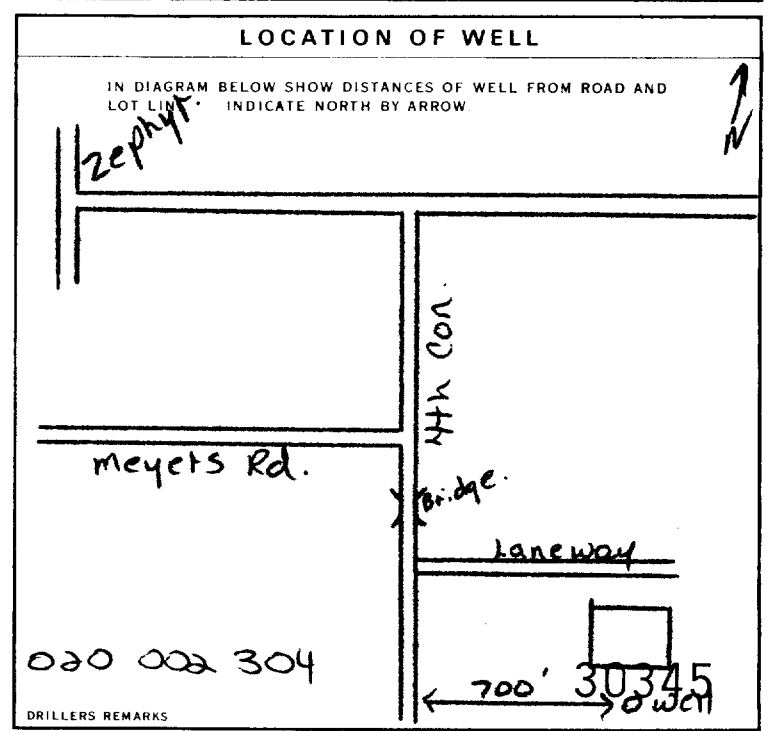 LOCATION OF WELL
IN DIAGRAM BELOW SHOW DISTANCES OF WELL FROM ROAD AND
LOT LINE. INDICATE NORTH BY ARROW.
N
Zephyr.
4th Con.
Meyers Rd.
Bridge.
Laneway
020 002 304
700'
30345
O well
DRILLERS REMARKS